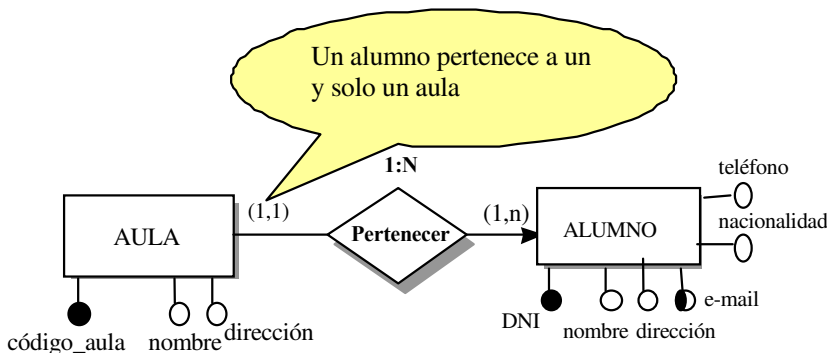 Un alumno pertenece a un
y solo un aula
1:N
teléfono
(1,1)
(1,n)
nacionalidad
AULA
Pertenecer
ALUMNO
e-mail
DNI
código_aula
nombre
dirección
nombre
dirección